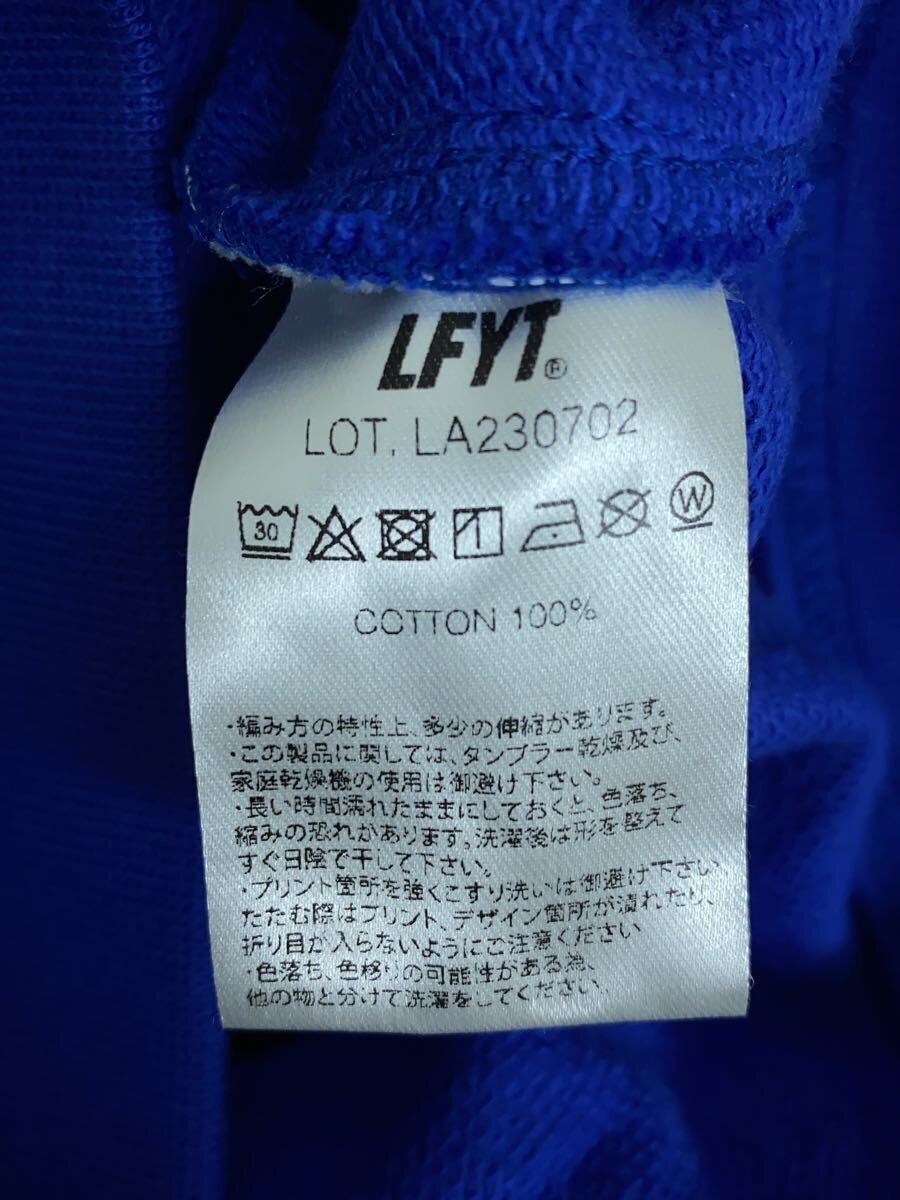 LFYT®
LOT. LA230702
30
W
COTTON 100%
・編み方の特性上、多少の伸縮があります。
・この製品に関しては、タンブラー乾燥及び、
家庭乾燥機の使用は御避け下さい。
・長い時間濡れたままにしておくと、色落ち、
縮みの恐れがあります。洗濯後は形を整えて
すぐ日陰で干して下さい。
・プリント箇所を強くこすり洗いは御避け下さい
たたむ際はプリント、デザイン箇所が潰れたり、
折り目が入らないようにご注意ください
・色落ち、色移りの可能性がある為、
他の物と分けて洗濯をしてください。